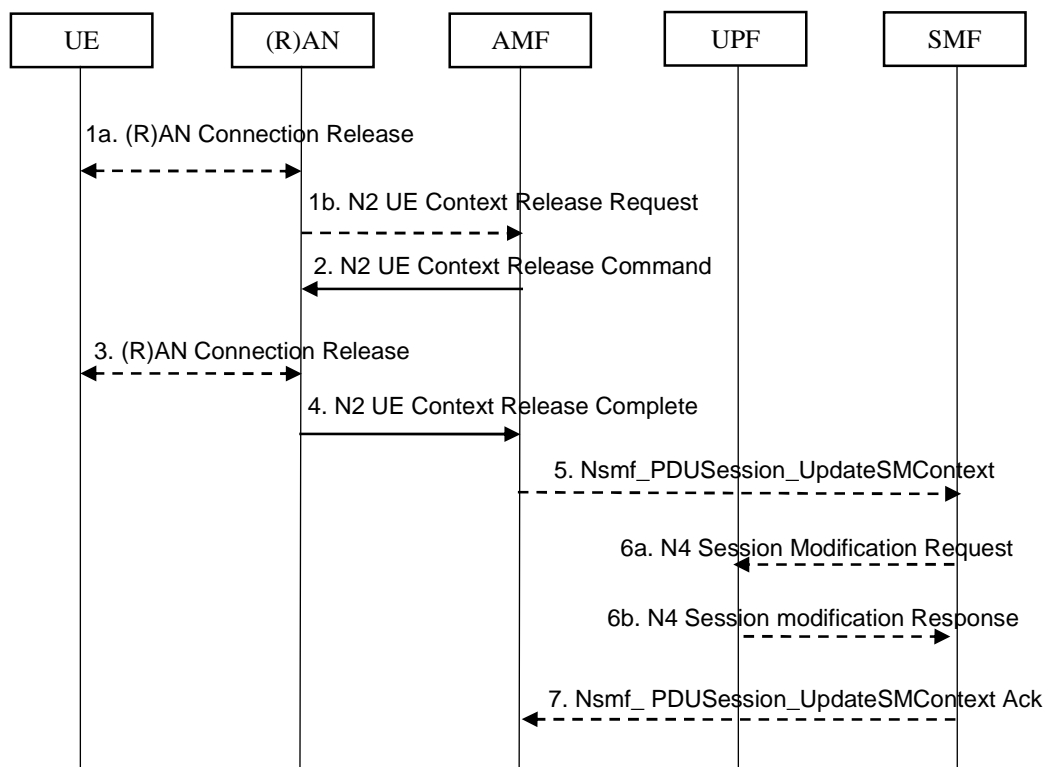 UE
(R)AN
AMF
UPF
SMF
1a. (R)AN Connection Release
1b. N2 UE Context Release Request
2. N2 UE Context Release Command
3. (R)AN Connection Release
4. N2 UE Context Release Complete
5. Nsmf_PDUSession_UpdateSMContext
6a. N4 Session Modification Request
6b. N4 Session modification Response
7. Nsmf_ PDUSession_UpdateSMContext Ack